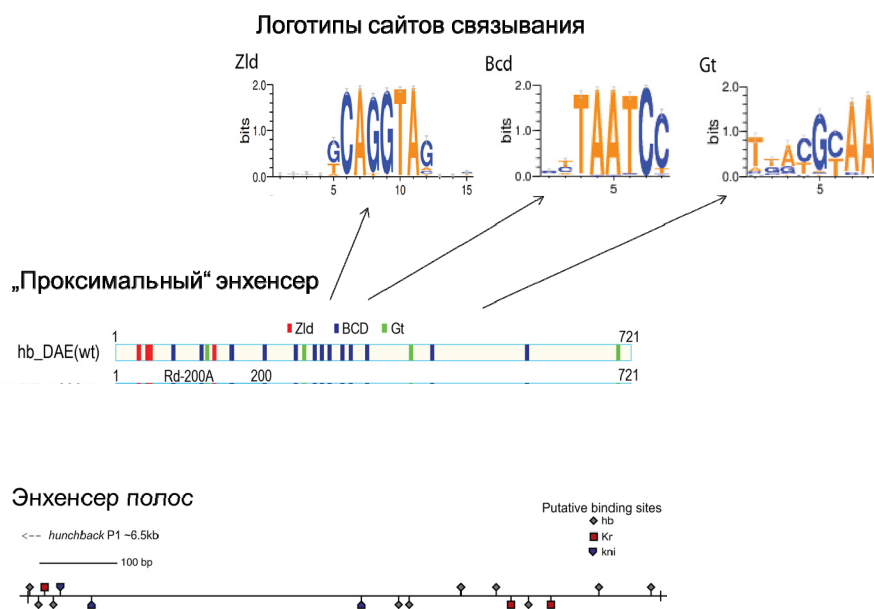 Логотипы сайтов связывания
Zld
Bcd
Gt
2.0
1.0
0.0
bits
GCAGGTAG
T
5
10
15
2.0
1.0
0.0
bits
TAATCC
5
2.0
1.0
0.0
bits
TTACGCAA
5
„Проксимальный“ энхенсер
1
Zld BCD Gt
721
hb_DAE(wt)
1
Rd-200A
200
721
Энхенсер полос
<-- hunchback P1 ~6.5kb
100 bp
Putative binding sites
hb
Kr
kni